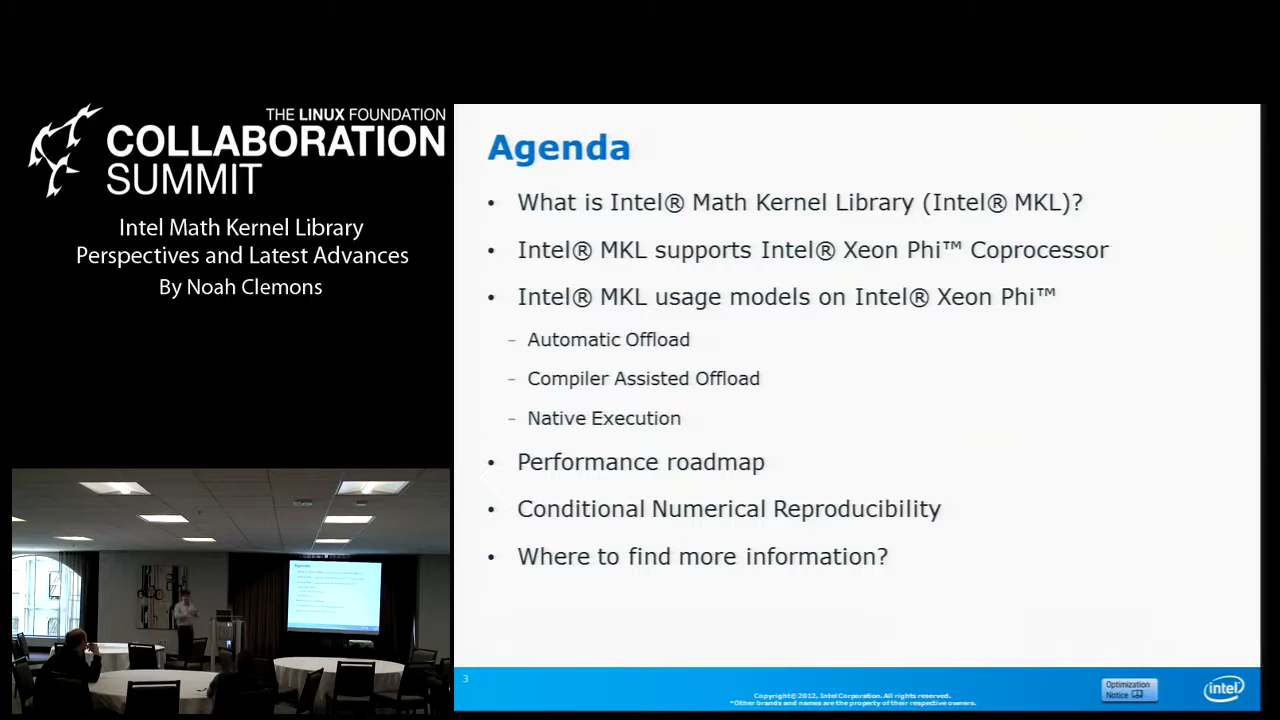 THE LINUX FOUNDATION
COLLABORATION
SUMMIT
Intel Math Kernel Library
Perspectives and Latest Advances
By Noah Clemons
Agenda
• What is Intel® Math Kernel Library (Intel® MKL)?
• Intel® MKL supports Intel® Xeon Phi™ Coprocessor
• Intel® MKL usage models on Intel® Xeon Phi™
– Automatic Offload
– Compiler Assisted Offload
– Native Execution
• Performance roadmap
• Conditional Numerical Reproducibility
• Where to find more information?
3
Copyright© 2012, Intel Corporation. All rights reserved.
*Other brands and names are the property of their respective owners.
Optimization
Notice
intel
Agenda